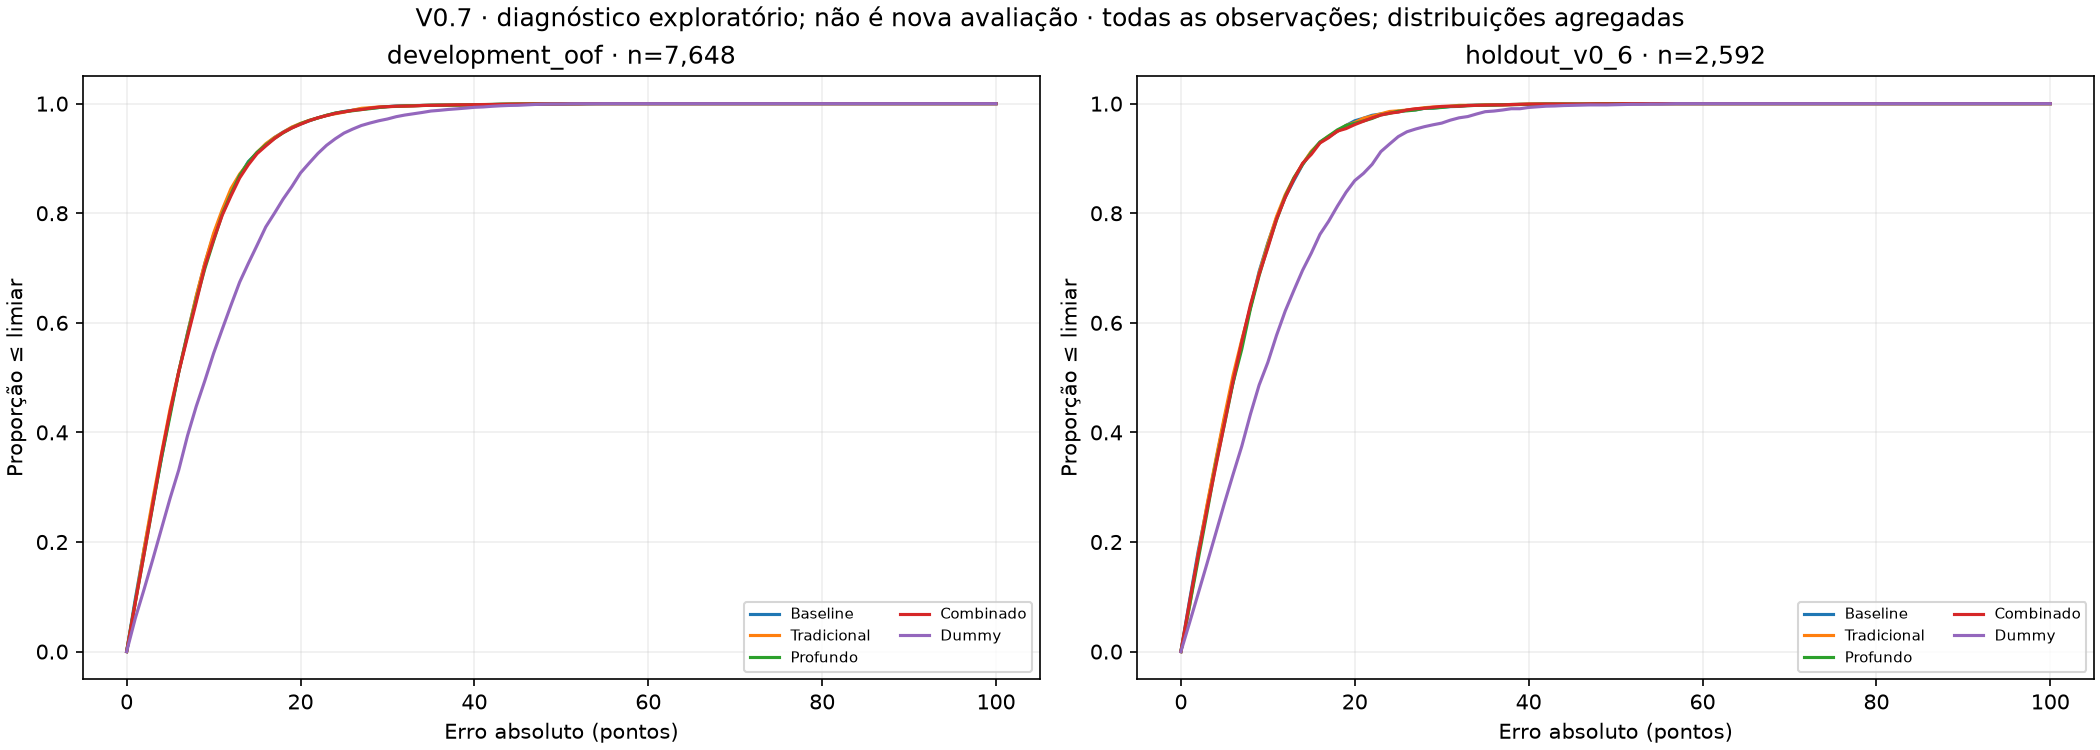 V0.7 · diagnóstico exploratório; não é nova avaliação · todas as observações; distribuições agregadas
development_oof · n=7,648
1.0
0.8
0.6
0.4
0.2
0.0
Proporção ≤ limiar
0 20 40 60 80 100
Erro absoluto (pontos)
Baseline
Tradicional
Profundo
Combinado
Dummy
holdout_v0_6 · n=2,592
1.0
0.8
0.6
0.4
0.2
0.0
Proporção ≤ limiar
0 20 40 60 80 100
Erro absoluto (pontos)
Baseline
Tradicional
Profundo
Combinado
Dummy